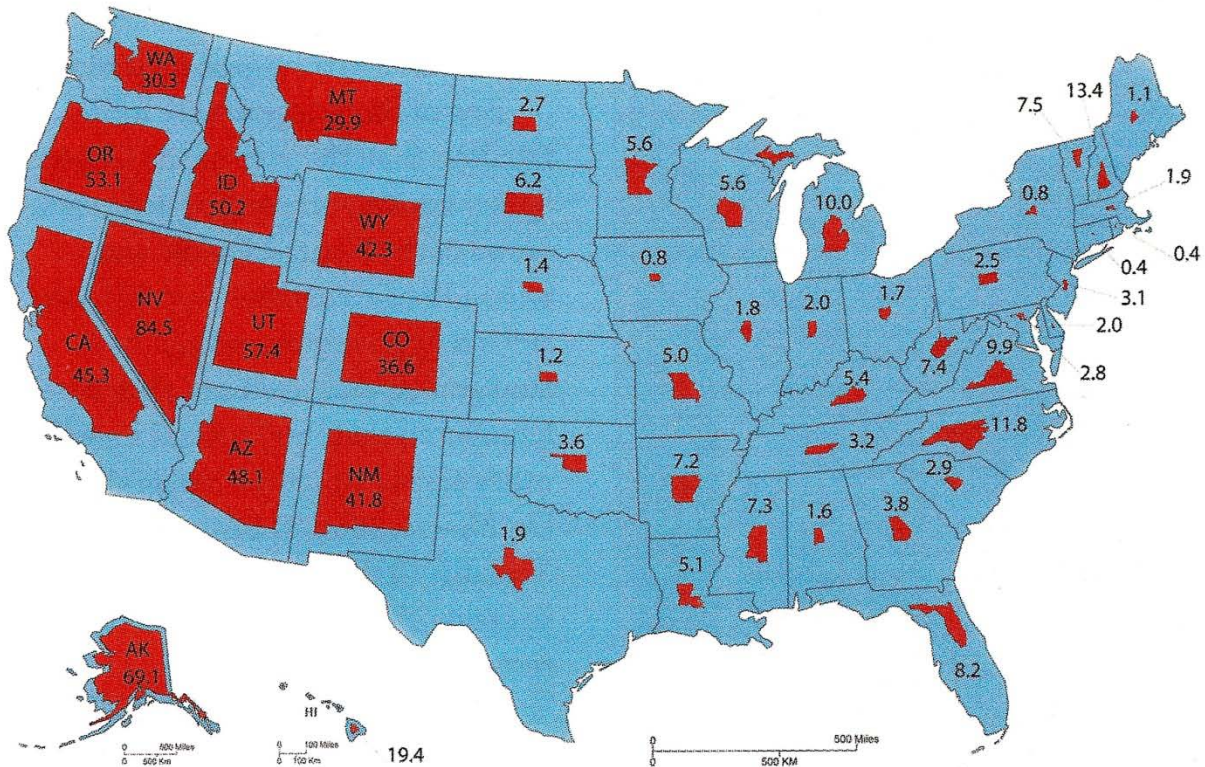 WA
30.3
MT
29.9
2.7
5.6
7.5
13.4
1.1
OR
53.1
ID
50.2
WY
42.3
6.2
5.6
10.0
0.8
1.9
0.4
0.4
1.4
0.8
2.5
3.1
2.0
2.8
NV
84.5
UT
57.4
CO
36.6
CA
45.3
1.2
1.8
2.0
1.7
5.0
7.4
9.9
5.4
AZ
48.1
NM
41.8
3.6
7.2
3.2
11.8
2.9
1.9
5.1
7.3
1.6
3.8
8.2
AK
69.1
HI
19.4
0 500 Miles
0 500 Km
0 100 Miles
0 100 Km
0 500 Miles
0 500 KM